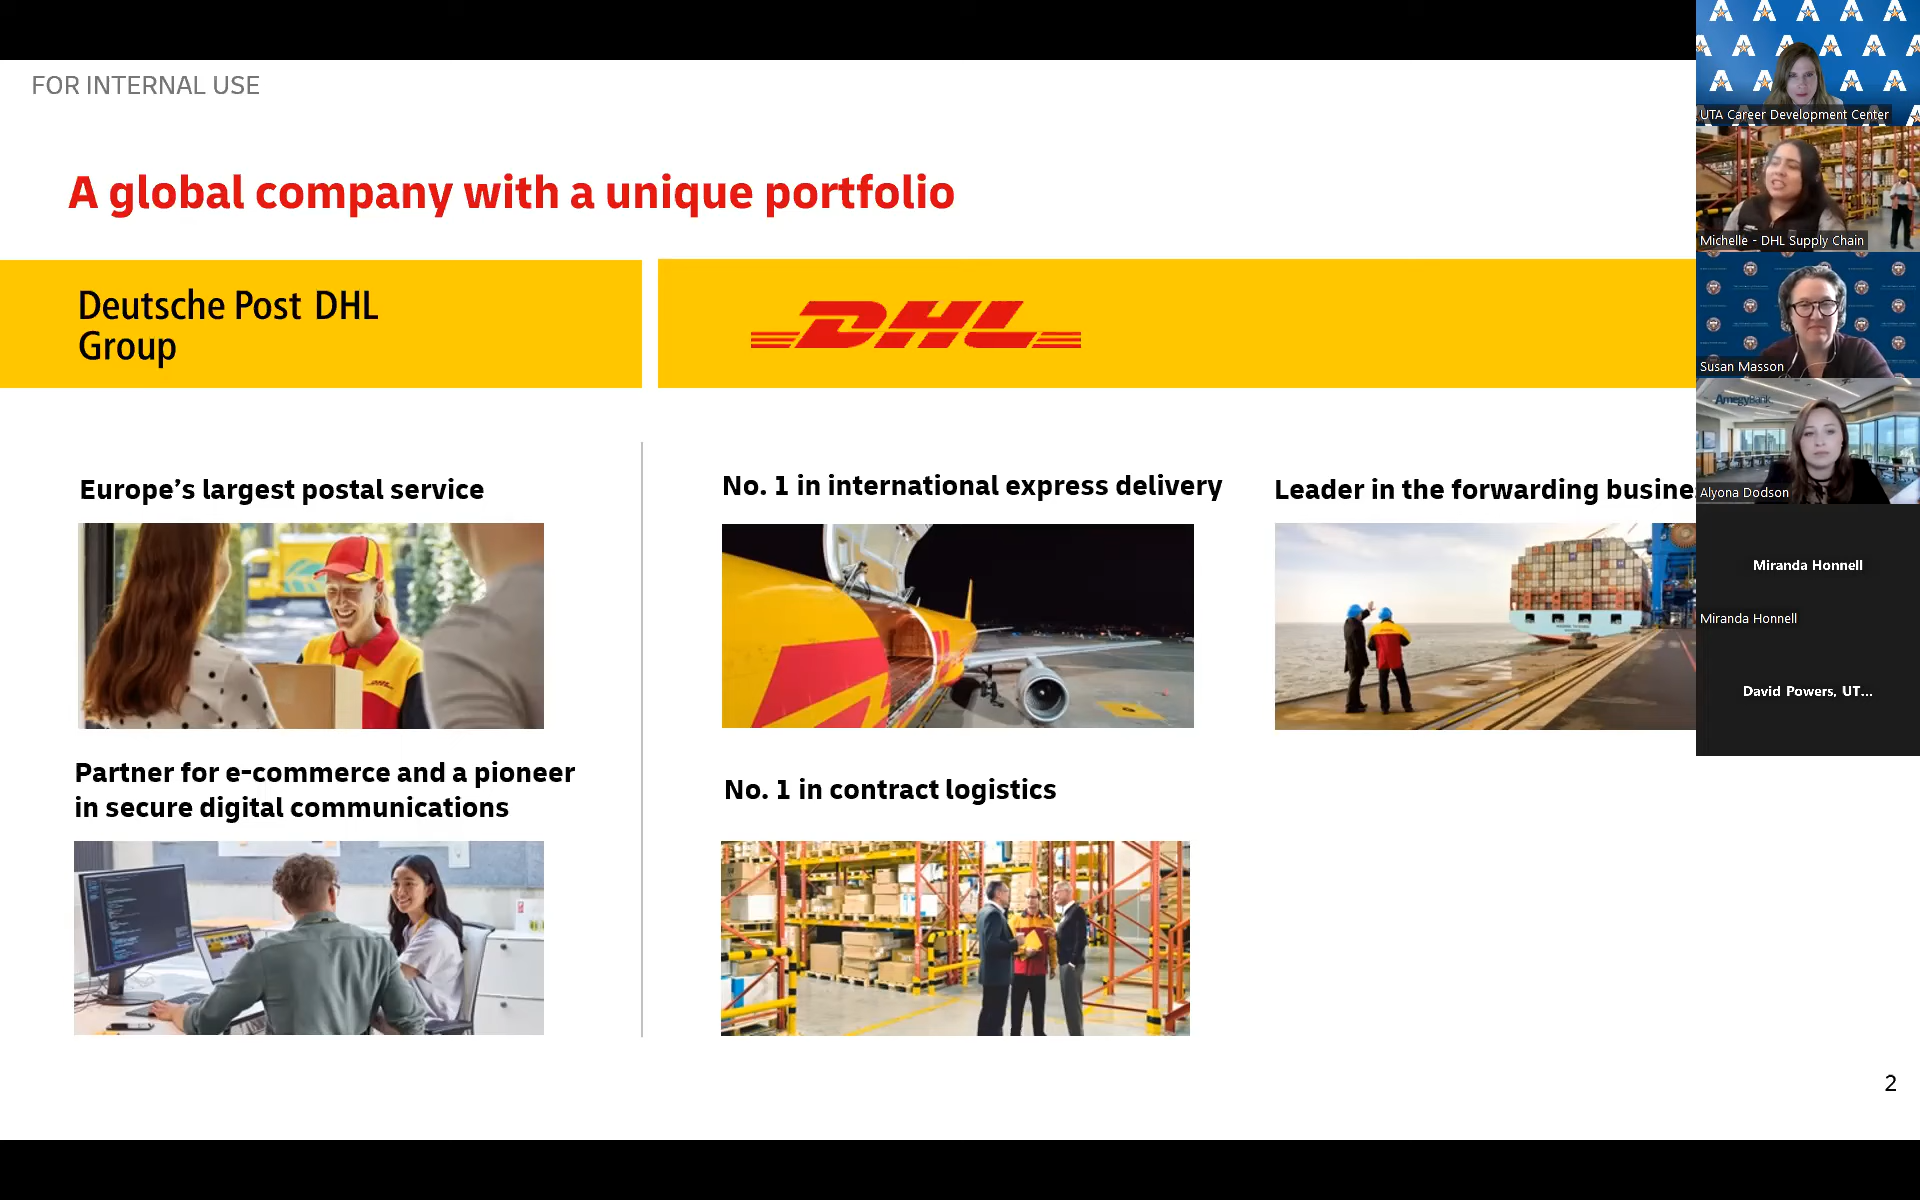 FOR INTERNAL USE
A global company with a unique portfolio
Deutsche Post DHL
Group
DHL
Europe's largest postal service
No. 1 in international express delivery
Leader in the forwarding busine
Partner for e-commerce and a pioneer
in secure digital communications
No. 1 in contract logistics
2
UTA Career Development Center
Michelle - DHL Supply Chain
Susan Masson
AmegyBank
Alyona Dodson
Miranda Honnell
Miranda Honnell
David Powers, UT...